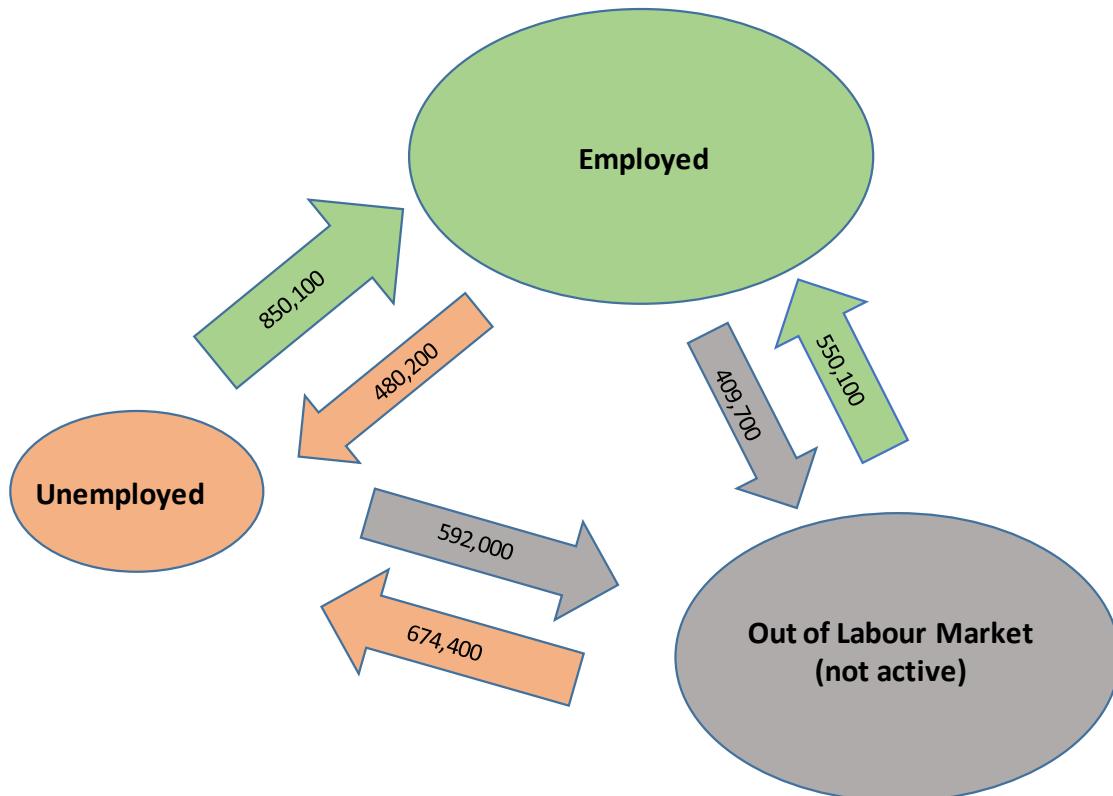 Employed
850,100
480,200
409,700
550,100
Unemployed
592,000
674,400
Out of Labour Market
(not active)